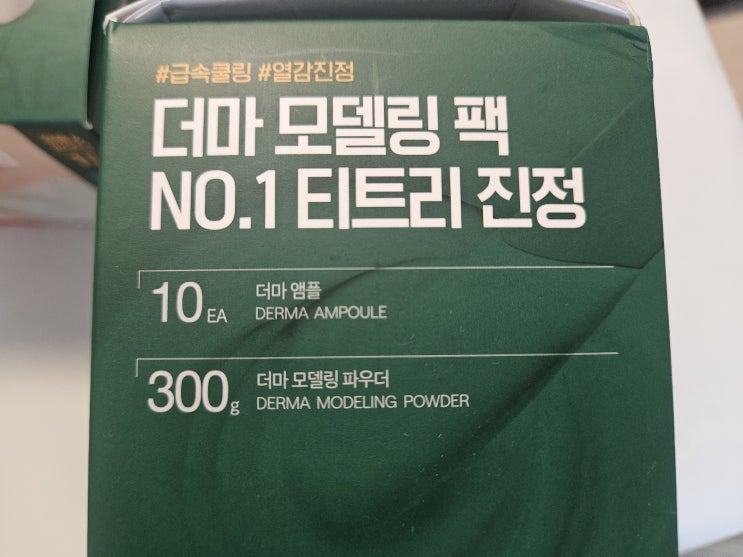 #급속쿨링 #열감진정
더마 모델링 팩
NO.1 티트리 진정
10 EA 더마 앰플
DERMA AMPOULE
300g 더마 모델링 파우더
DERMA MODELING POWDER